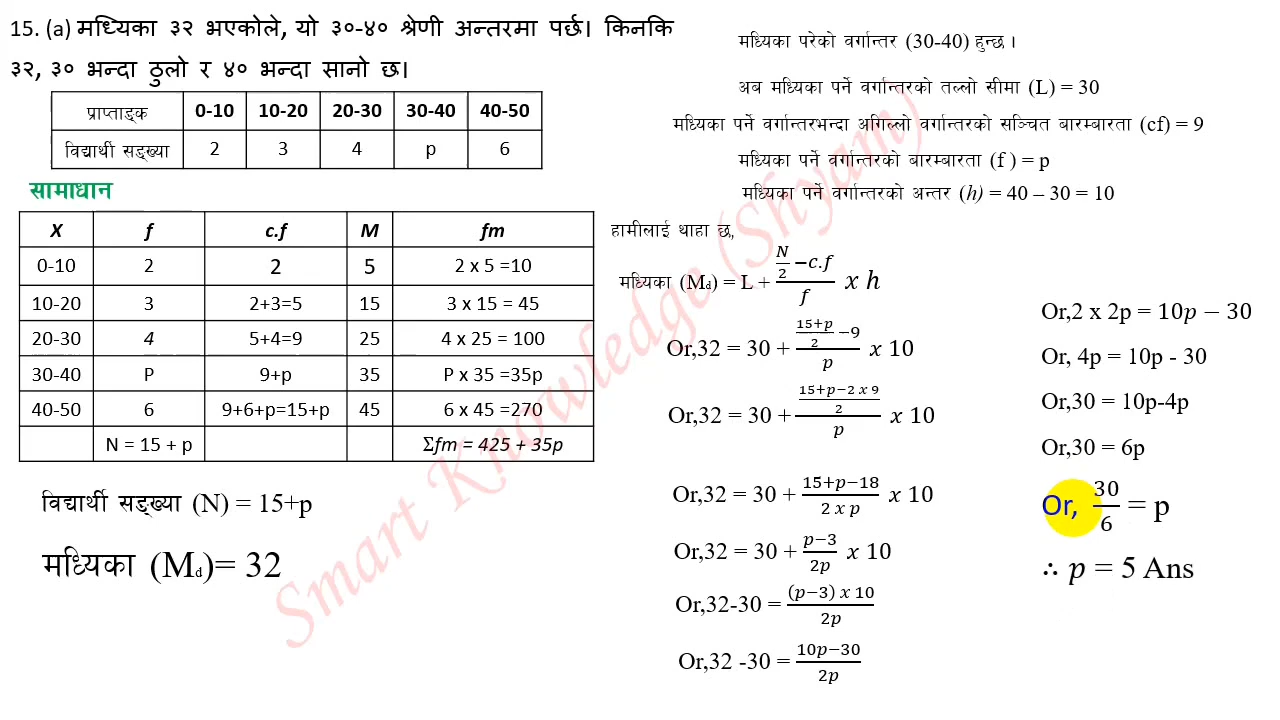 15. (a) मध्यिका ३२ भएकोले, यो ३०-४० श्रेणी अन्तरमा पर्छ। किनकि
३२, ३० भन्दा ठुलो र ४० भन्दा सानो छ।
प्राप्ताङ्क 0-10 10-20 20-30 30-40 40-50
विद्यार्थी सङ्ख्या 2 3 4 p 6
सामाधान
X f c.f M fm
0-10 2 2 5 2 x 5 =10
10-20 3 2+3=5 15 3 x 15 = 45
20-30 4 5+4=9 25 4 x 25 = 100
30-40 P 9+p 35 P x 35 =35p
40-50 6 9+6+p=15+p 45 6 x 45 =270
N = 15 + p Σfm = 425 + 35p
विद्यार्थी सङ्ख्या (N) = 15+p
मध्यिका (Md)= 32
मध्यिका परेको वर्गान्तर (30-40) हुन्छ ।
अब मध्यिका पर्ने वर्गान्तरको तल्लो सीमा (L) = 30
मध्यिका पर्ने वर्गान्तरभन्दा अगिल्लो वर्गान्तरको सञ्चित बारम्बारता (cf) = 9
मध्यिका पर्ने वर्गान्तरको बारम्बारता (f ) = p
मध्यिका पर्ने वर्गान्तरको अन्तर (h) = 40 – 30 = 10
हामीलाई थाहा छ,
मध्यिका (Md) = L + (N/2 −c.f)/f x h
Or,32 = 30 + ((15+p)/2 −9)/p x 10
Or,32 = 30 + ((15+p−2 x 9)/2)/p x 10
Or,32 = 30 + (15+p−18)/(2 x p) x 10
Or,32 = 30 + (p−3)/2p x 10
Or,32-30 = ((p−3) x 10)/2p
Or,32 -30 = (10p−30)/2p
Or,2 x 2p = 10p − 30
Or, 4p = 10p - 30
Or,30 = 10p-4p
Or,30 = 6p
Or, 30/6 = p
∴ p = 5 Ans
Smart Knowledge (Shyam)